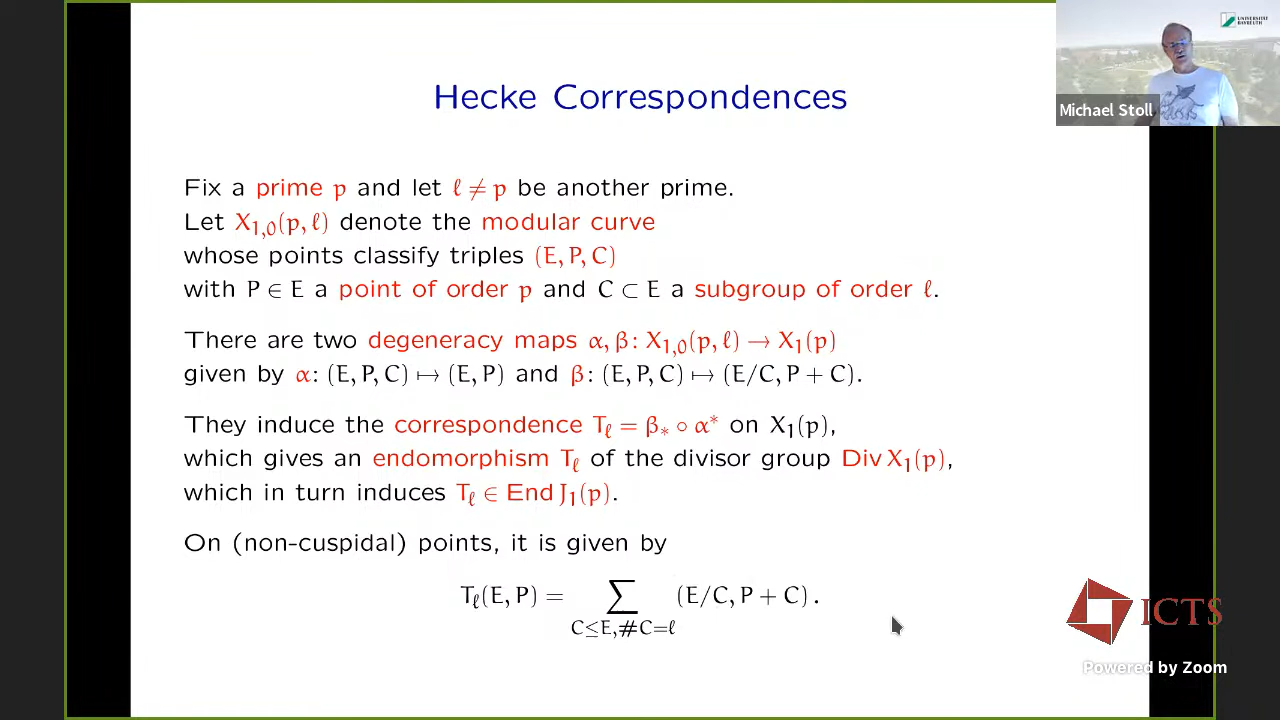 Hecke Correspondences
UNIVERSITÄT
BAYREUTH
Michael Stoll
Fix a prime p and let ℓ ≠ p be another prime.
Let X₁,₀(p, ℓ) denote the modular curve
whose points classify triples (E, P, C)
with P ∈ E a point of order p and C ⊂ E a subgroup of order ℓ.
There are two degeneracy maps α, β: X₁,₀(p, ℓ) → X₁(p)
given by α: (E, P, C) ↦ (E, P) and β: (E, P, C) ↦ (E/C, P + C).
They induce the correspondence Tℓ = β∗ ∘ α* on X₁(p),
which gives an endomorphism Tℓ of the divisor group Div X₁(p),
which in turn induces Tℓ ∈ End J₁(p).
On (non-cuspidal) points, it is given by
Tℓ(E, P) = ∑ (E/C, P + C) .
C≤E,#C=ℓ
ICTS
Powered by Zoom